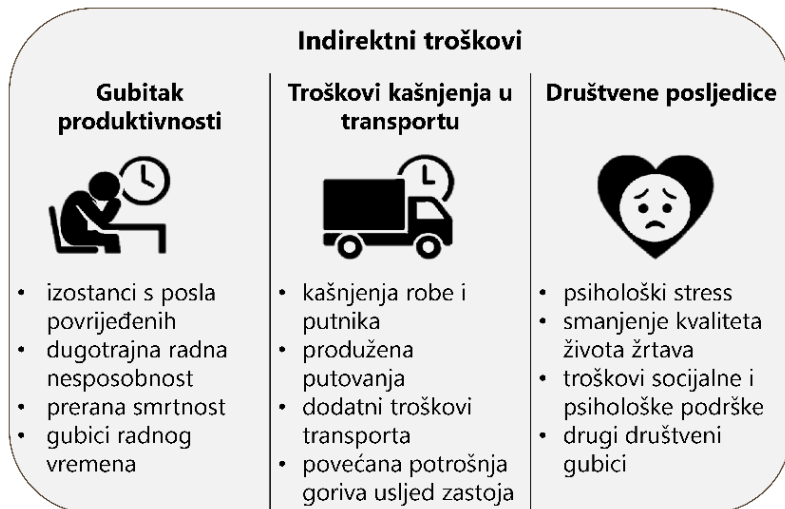 Indirektni troškovi
Gubitak
produktivnosti
• izostanci s posla
povrijeđenih
• dugotrajna radna
nesposobnost
• prerana smrtnost
• gubici radnog
vremena
Troškovi kašnjenja u
transportu
• kašnjenja robe i
putnika
• produžena
putovanja
• dodatni troškovi
transporta
• povećana potrošnja
goriva usljed zastoja
Društvene posljedice
• psihološki stress
• smanjenje kvaliteta
života žrtava
• troškovi socijalne i
psihološke podrške
• drugi društveni
gubici